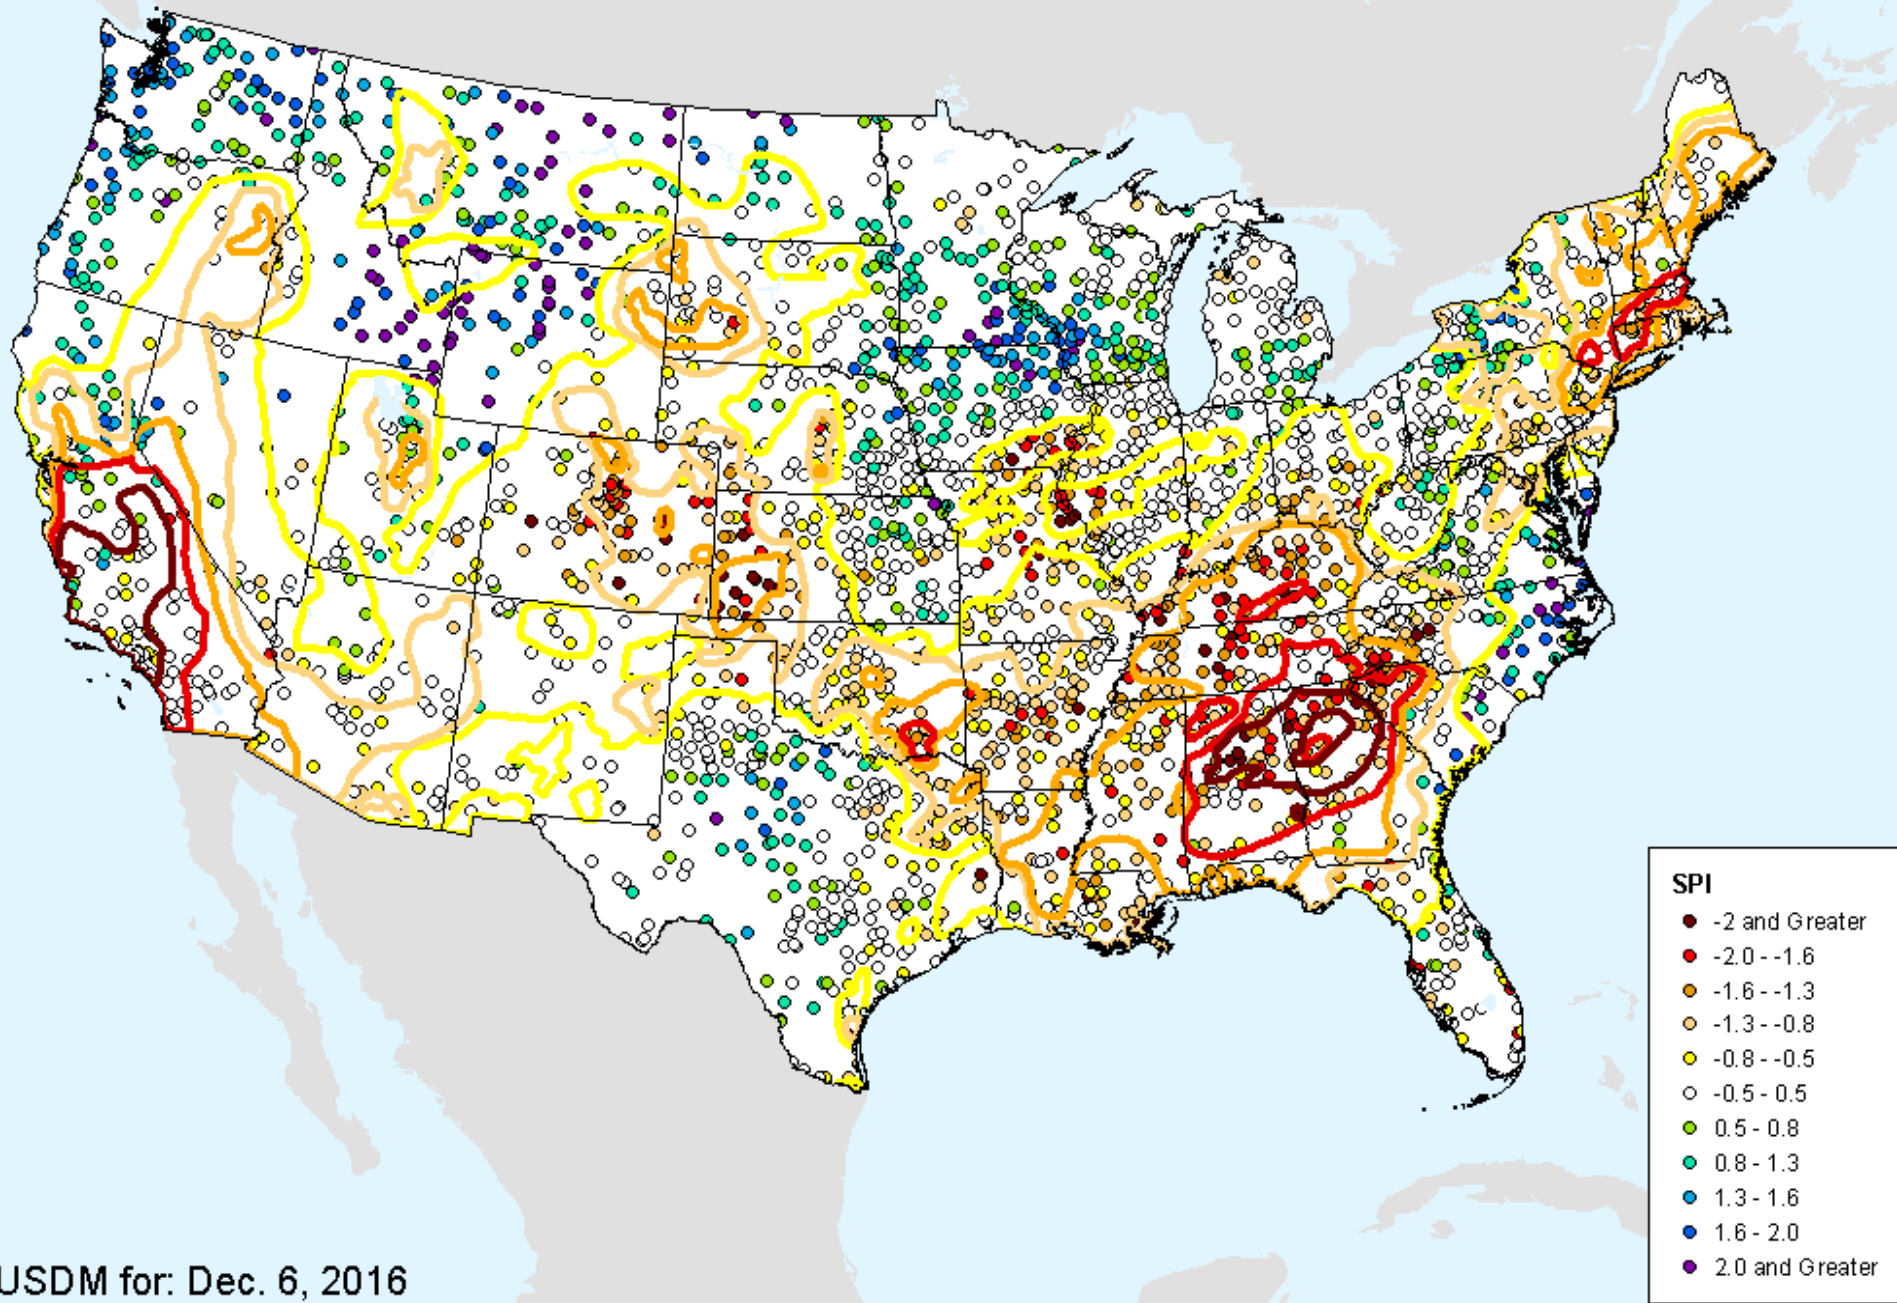 SPI
-2 and Greater
-2.0 - -1.6
-1.6 - -1.3
-1.3 - -0.8
-0.8 - -0.5
-0.5 - 0.5
0.5 - 0.8
0.8 - 1.3
1.3 - 1.6
1.6 - 2.0
2.0 and Greater
USDM for: Dec. 6, 2016